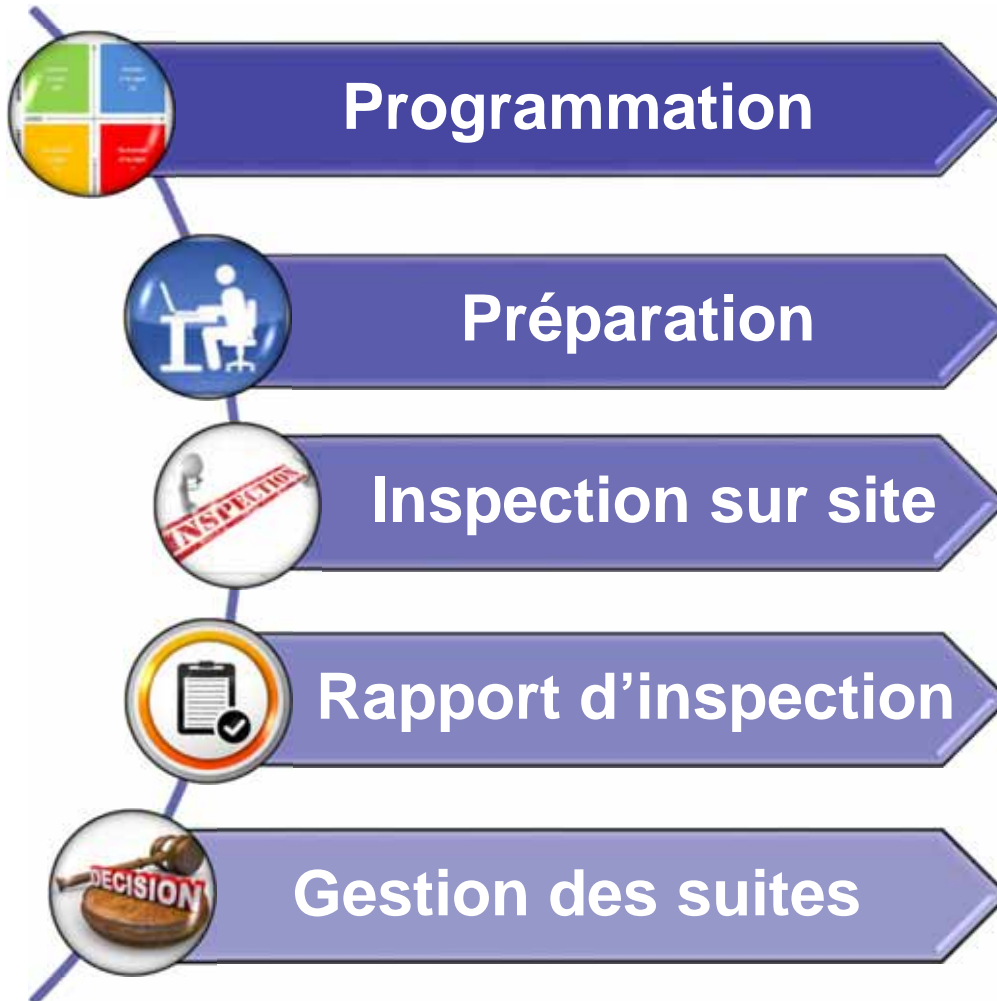 Programmation
Préparation
INSPECTION
Inspection sur site
Rapport d’inspection
DECISION
Gestion des suites